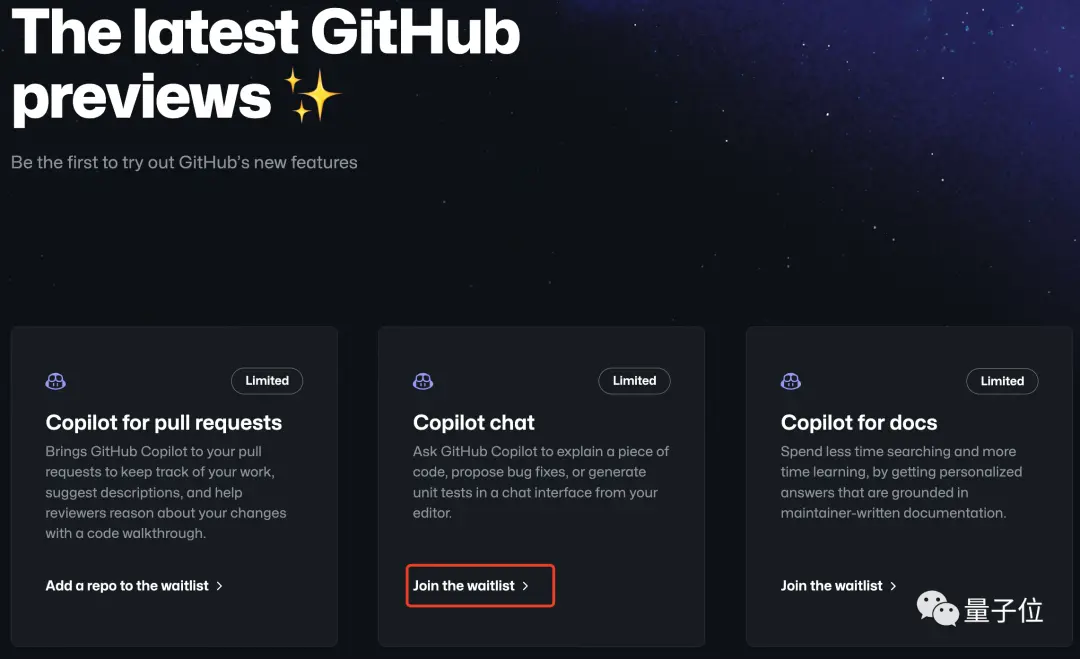 The latest GitHub
previews ✨
Be the first to try out GitHub's new features
Limited
Copilot for pull requests
Brings GitHub Copilot to your pull
requests to keep track of your work,
suggest descriptions, and help
reviewers reason about your changes
with a code walkthrough.
Add a repo to the waitlist >
Limited
Copilot chat
Ask GitHub Copilot to explain a piece of
code, propose bug fixes, or generate
unit tests in a chat interface from your
editor.
Join the waitlist >
Limited
Copilot for docs
Spend less time searching and more
time learning, by getting personalized
answers that are grounded in
maintainer-written documentation.
Join the waitlist >
量子位